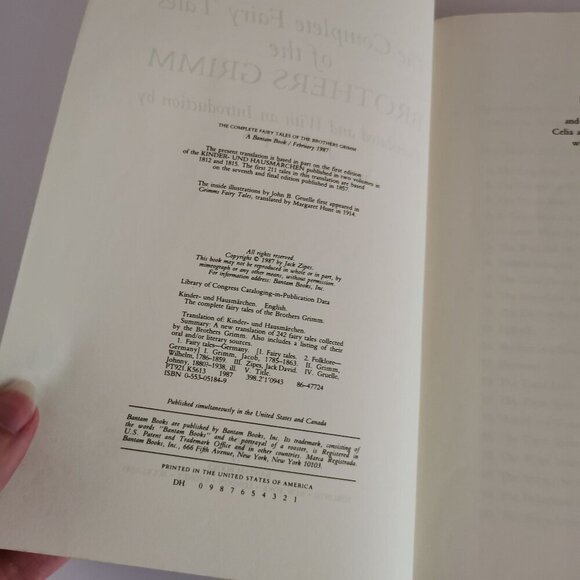 THE COMPLETE FAIRY TALES OF THE BROTHERS GRIMM
A Bantam Book / February 1987
The present translation is based in part on the first edition
of the KINDER- UND HAUSMÄRCHEN published in two volumes in
1812 and 1815. The first 211 tales in this translation are based
on the seventh and final edition published in 1857.
The inside illustrations by John B. Gruelle first appeared in
Grimms Fairy Tales, translated by Margaret Hunt in 1914.
All rights reserved.
Copyright © 1987 by Jack Zipes.
This book may not be reproduced in whole or in part, by
mimeograph or any other means, without permission.
For information address: Bantam Books, Inc.
Library of Congress Cataloging-in-Publication Data
Kinder- und Hausmärchen. English.
The complete fairy tales of the Brothers Grimm.
Translation of: Kinder- und Hausmärchen.
Summary: A new translation of 242 fairy tales collected
by the Brothers Grimm. Also includes a listing of their
oral and/or literary sources.
1. Fairy tales—Germany. [1. Fairy tales. 2. Folklore—
Germany] I. Grimm, Jacob, 1785–1863. II. Grimm,
Wilhelm, 1786–1859. III. Zipes, Jack David. IV. Gruelle,
Johnny, 1880?–1938, ill. V. Title.
PT921.K5613 1987 398.2'1'0943 86-47724
ISBN 0-553-05184-9
Published simultaneously in the United States and Canada
Bantam Books are published by Bantam Books, Inc. Its trademark, consisting of
the words "Bantam Books" and the portrayal of a rooster, is Registered in
U.S. Patent and Trademark Office and in other countries. Marca Registrada.
Bantam Books, Inc., 666 Fifth Avenue, New York, New York 10103.
PRINTED IN THE UNITED STATES OF AMERICA
DH 0 9 8 7 6 5 4 3 2 1
and
Celia a
w